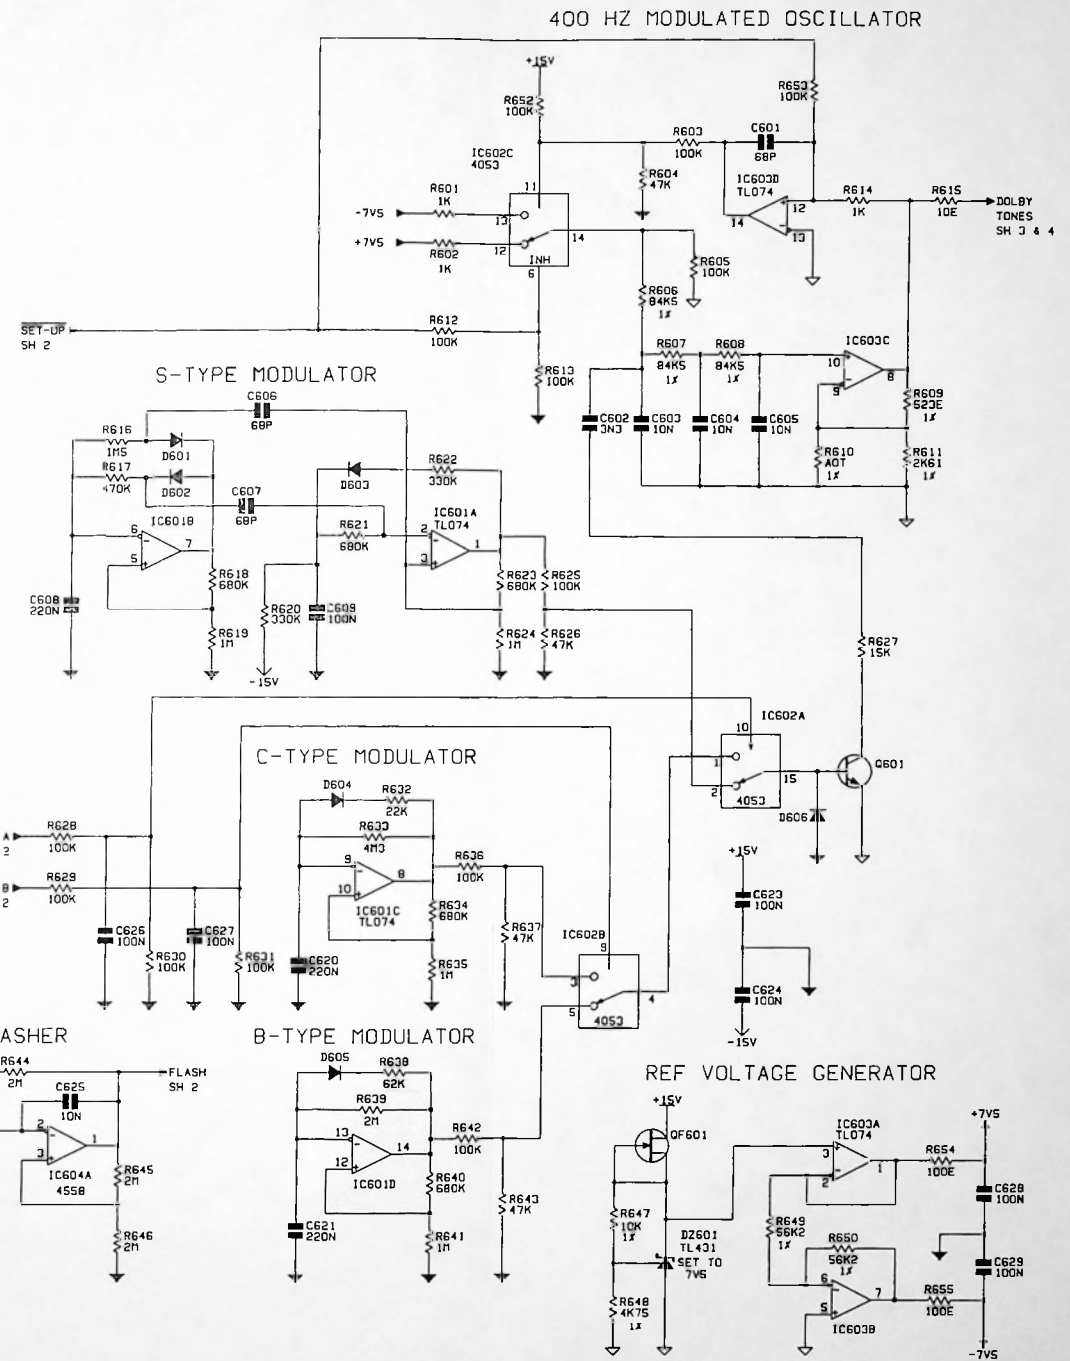 400 HZ MODULATED OSCILLATOR
+15V
R652
100K
R653
100K
IC602C
4053
R603
100K
C601
68P
R604
47K
IC603D
TL074
11
R601
1K
-7V5
13
+7V5
12
R602
1K
14
INH
6
12
14
13
R614
1K
R615
10E
DOLBY
TONES
SH 3 & 4
R605
100K
R606
84K5
1%
SET-UP
SH 2
R612
100K
R613
100K
R607
84K5
1%
R608
84K5
1%
IC603C
10
9
8
R609
523E
1%
C602
3N3
C603
10N
C604
10N
C605
10N
R610
AOT
1%
R611
2K61
1%
S-TYPE MODULATOR
C606
68P
R616
1M5
D601
R617
470K
D602
C607
68P
R622
330K
D603
IC601B
6
5
7
R621
680K
IC601A
TL074
2
3
1
C608
220N
R618
680K
R619
1M
R620
330K
-15V
C609
100N
R623
680K
R625
100K
R624
1M
R626
47K
R627
15K
IC602A
10
1
2
15
4053
Q601
D606
C-TYPE MODULATOR
D604
R632
22K
R633
4M3
A
2
R628
100K
B
2
R629
100K
9
10
8
IC601C
TL074
R636
100K
R634
680K
R637
47K
C626
100N
R630
100K
C627
100N
R631
100K
C620
220N
R635
1M
IC602B
9
3
5
4
4053
+15V
C623
100N
C624
100N
-15V
ASHER
R644
2M
C625
10N
FLASH
SH 2
2
3
1
IC604A
4558
R645
2M
R646
2M
B-TYPE MODULATOR
D605
R638
62K
R639
2M
13
12
14
IC601D
R642
100K
R640
680K
R643
47K
C621
220N
R641
1M
REF VOLTAGE GENERATOR
+15V
QF601
R647
10K
1%
DZ601
TL431
SET TO
7V5
R648
4K75
1%
IC603A
TL074
3
2
1
R649
56K2
1%
R650
56K2
1%
6
5
7
IC603B
R654
100E
+7V5
C628
100N
C629
100N
R655
100E
-7V5